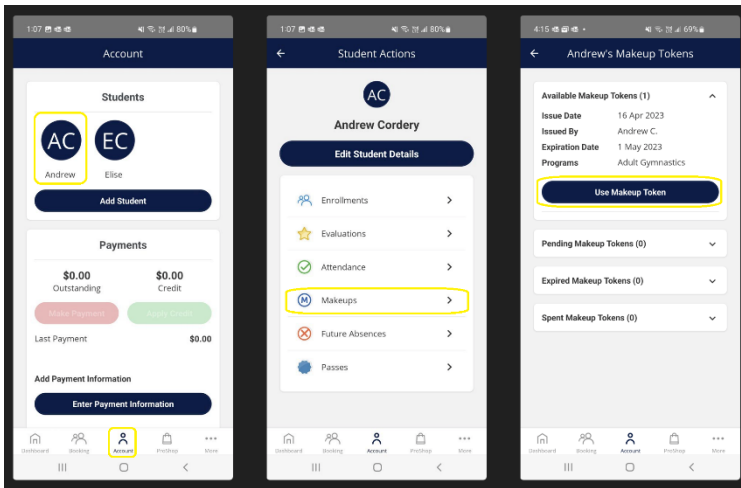 1:07
80%
Account
Students
AC
EC
Andrew
Elise
Add Student
Payments
$0.00
$0.00
Outstanding
Credit
Make Payment
Apply Credit
Last Payment
$0.00
Add Payment Information
Enter Payment Information
Dashboard
Booking
Account
ProShop
More
1:07
80%
Student Actions
AC
Andrew Cordery
Edit Student Details
Enrollments
Evaluations
Attendance
M
Makeups
Future Absences
Passes
Dashboard
Booking
Account
ProShop
More
4:15
69%
Andrew's Makeup Tokens
Available Makeup Tokens (1)
Issue Date 16 Apr 2023
Issued By Andrew C.
Expiration Date 1 May 2023
Programs Adult Gymnastics
Use Makeup Token
Pending Makeup Tokens (0)
Expired Makeup Tokens (0)
Spent Makeup Tokens (0)
Dashboard
Booking
Account
ProShop
More